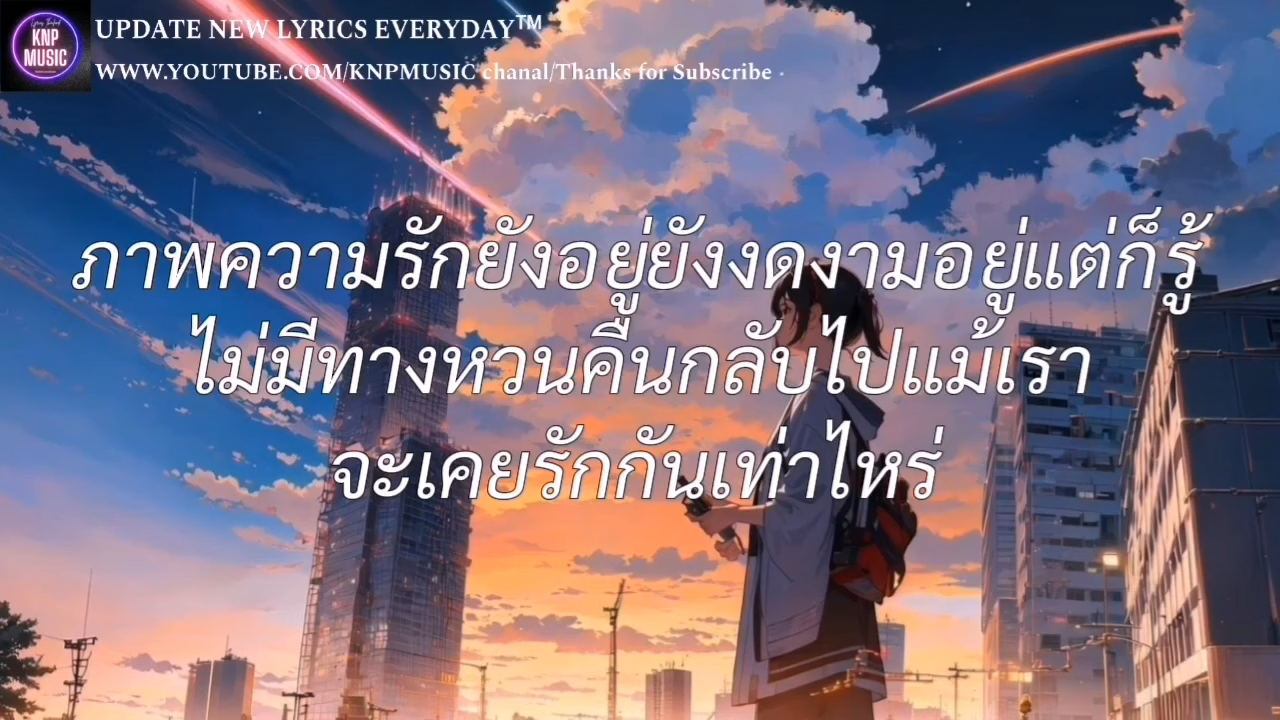 Lyrics Thailand
KNP
MUSIC
UPDATE NEW LYRICS EVERYDAY™
WWW.YOUTUBE.COM/KNPMUSIC chanal/Thanks for Subscribe
ภาพความรักยังอยู่ยังงดงามอยู่แต่ก็รู้
ไม่มีทางหวนคืนกลับไปแม้เรา
จะเคยรักกันเท่าไหร่